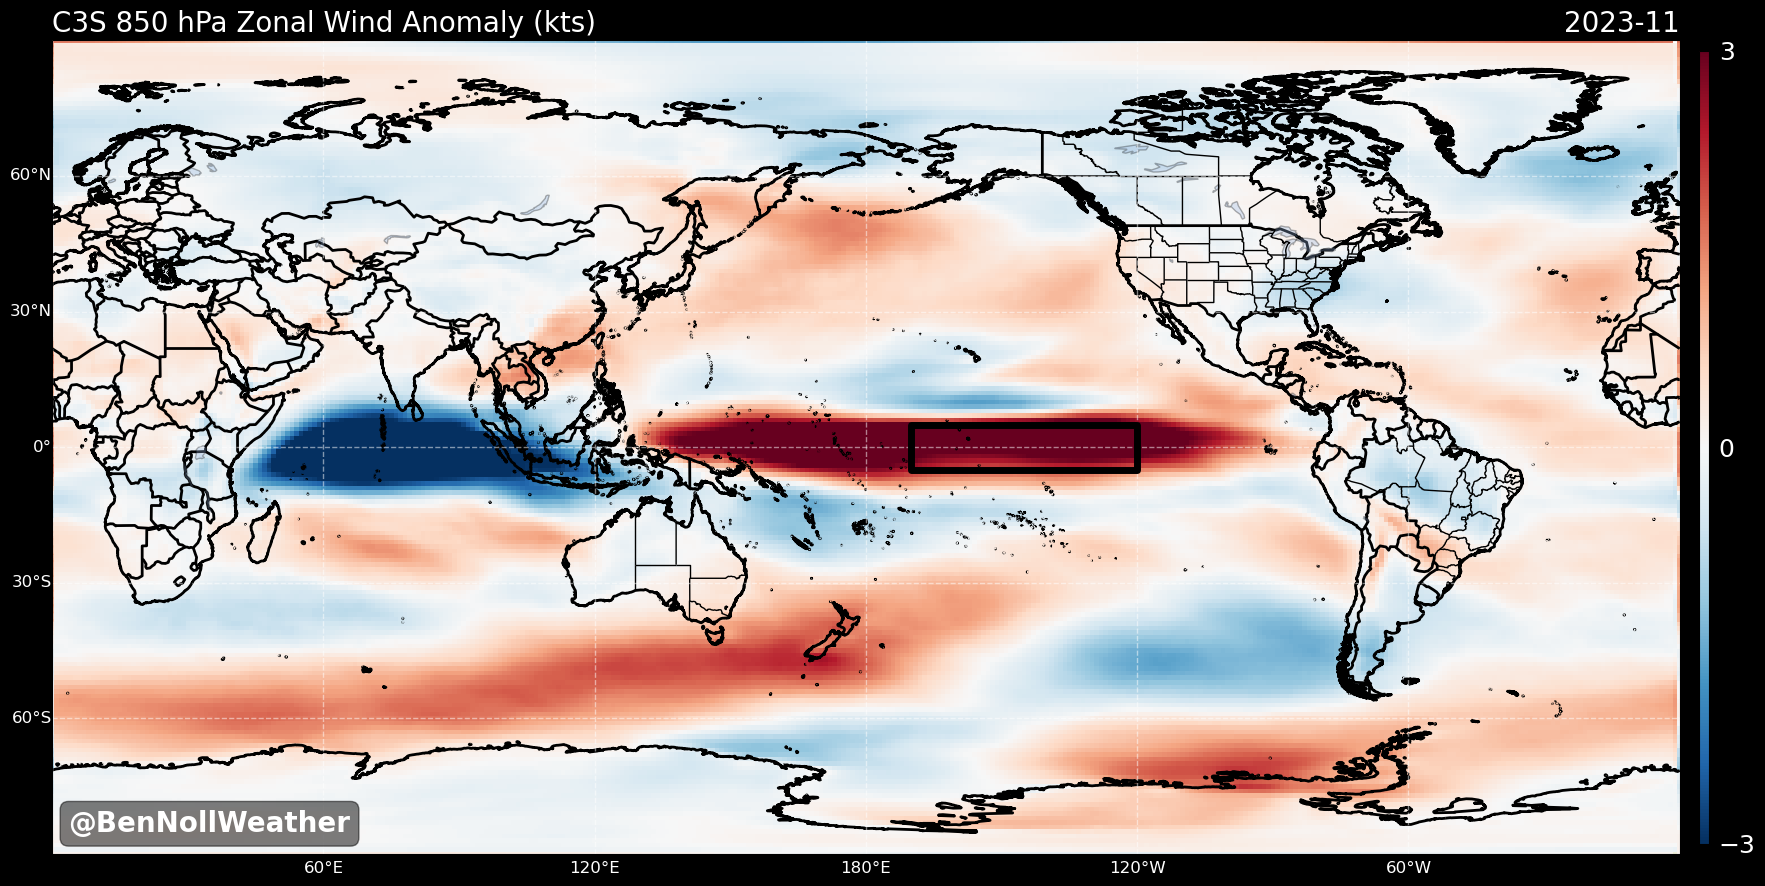 C3S 850 hPa Zonal Wind Anomaly (kts)
2023-11
3
60°N
30°N
0°
0
30°S
60°S
@BenNollWeather
−3
60°E
120°E
180°E
120°W
60°W